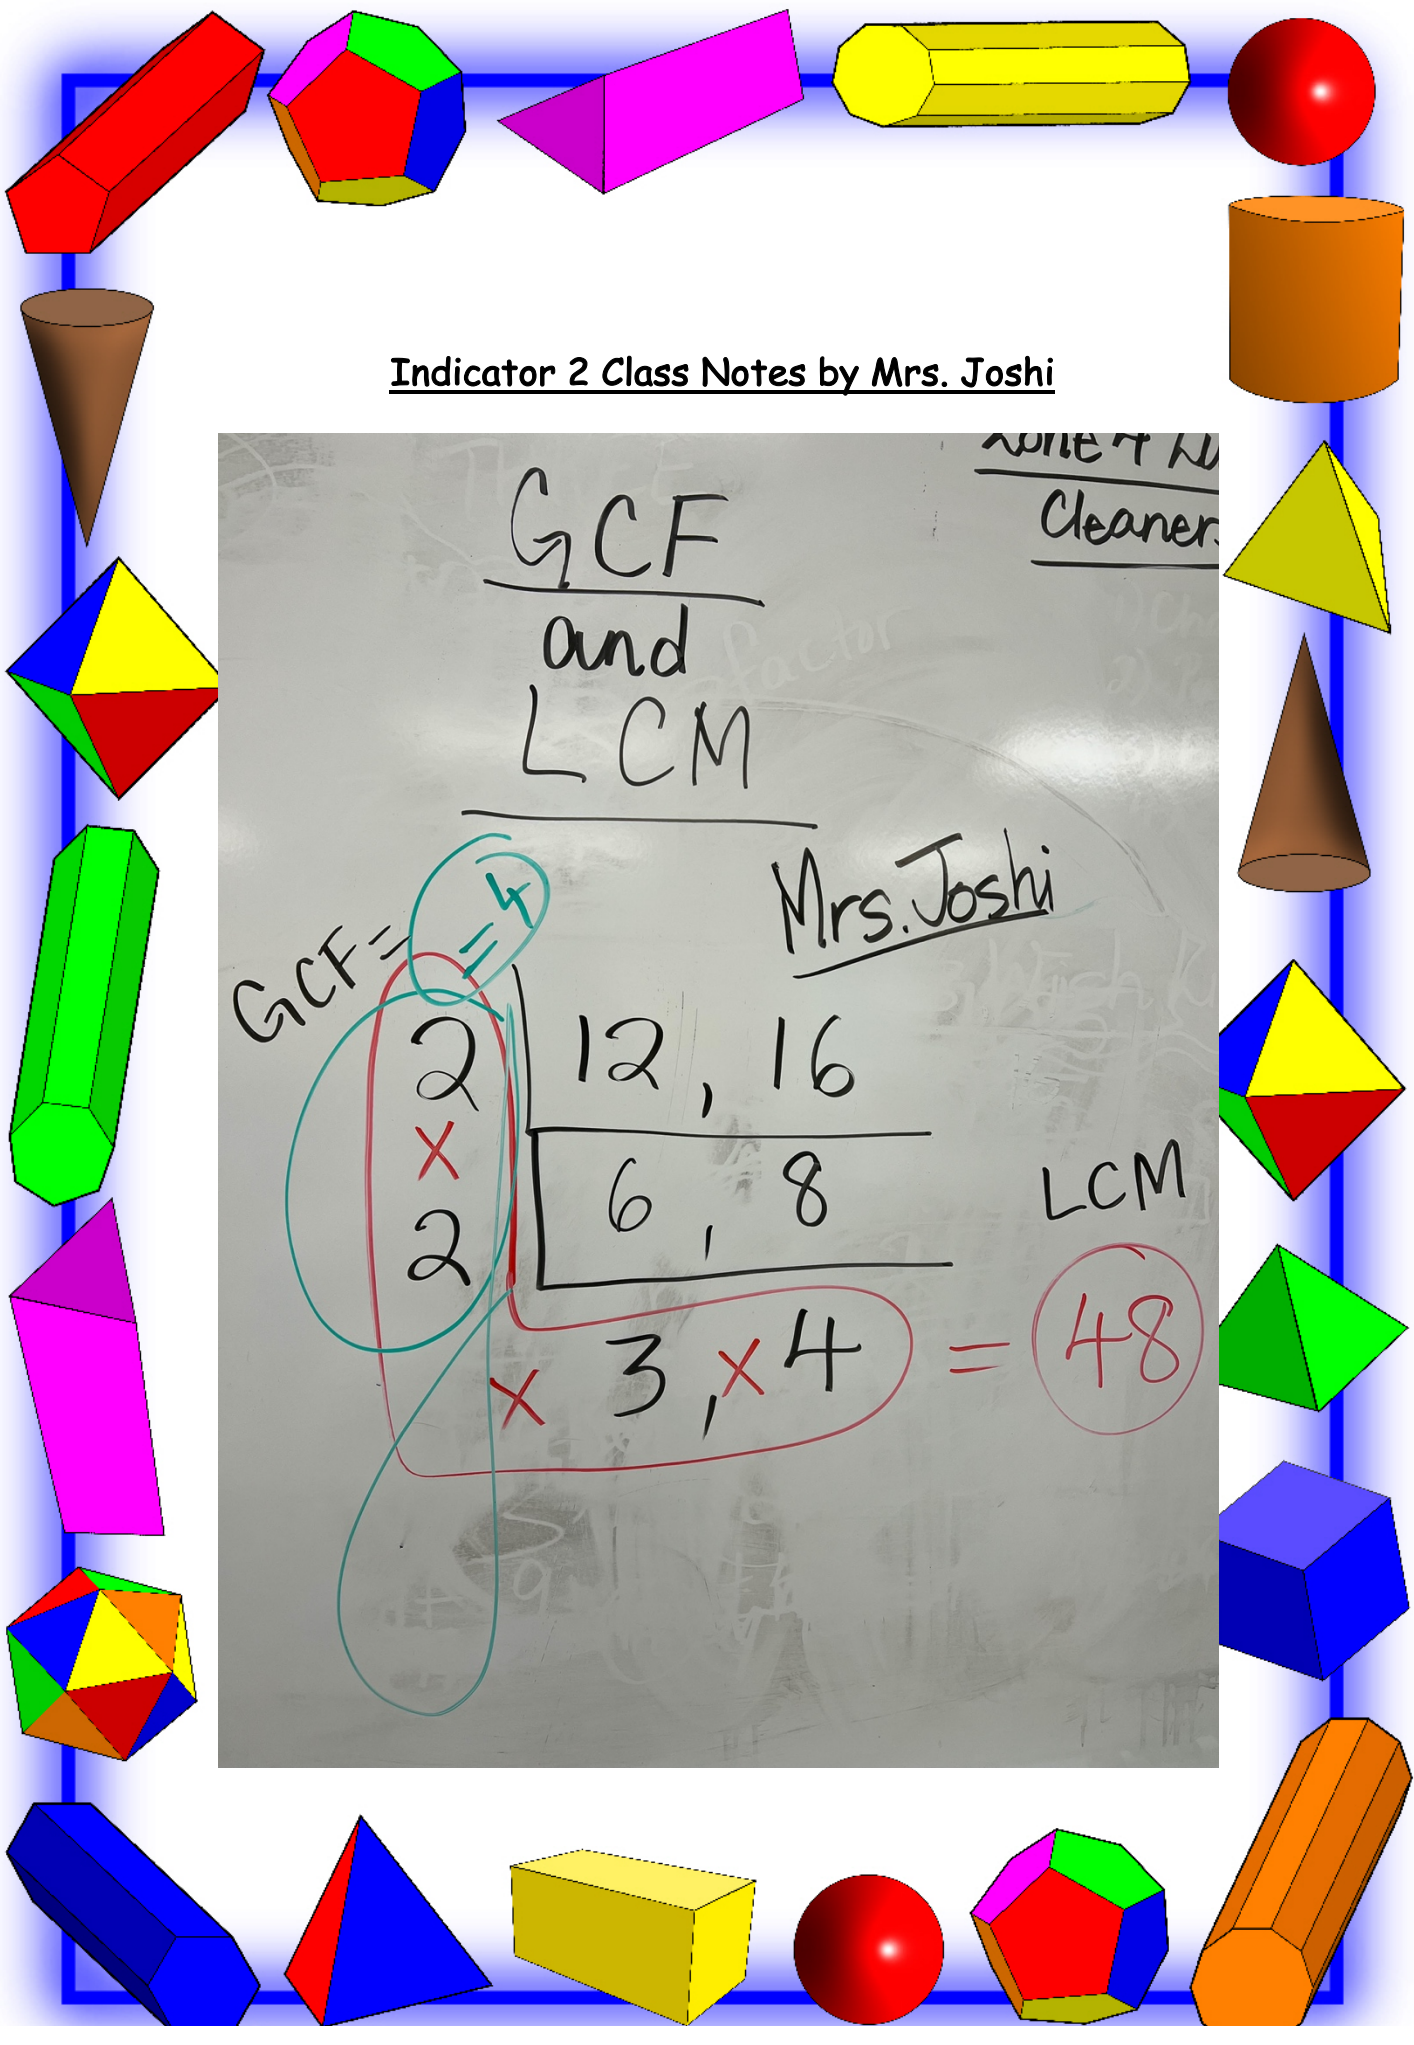 Indicator 2 Class Notes by Mrs. Joshi
Cleaner
GCF
and
LCM
factor
Mrs. Joshi
GCF=
= 4
2 12, 16
×
2 6, 8
LCM
× 3, × 4 = 48